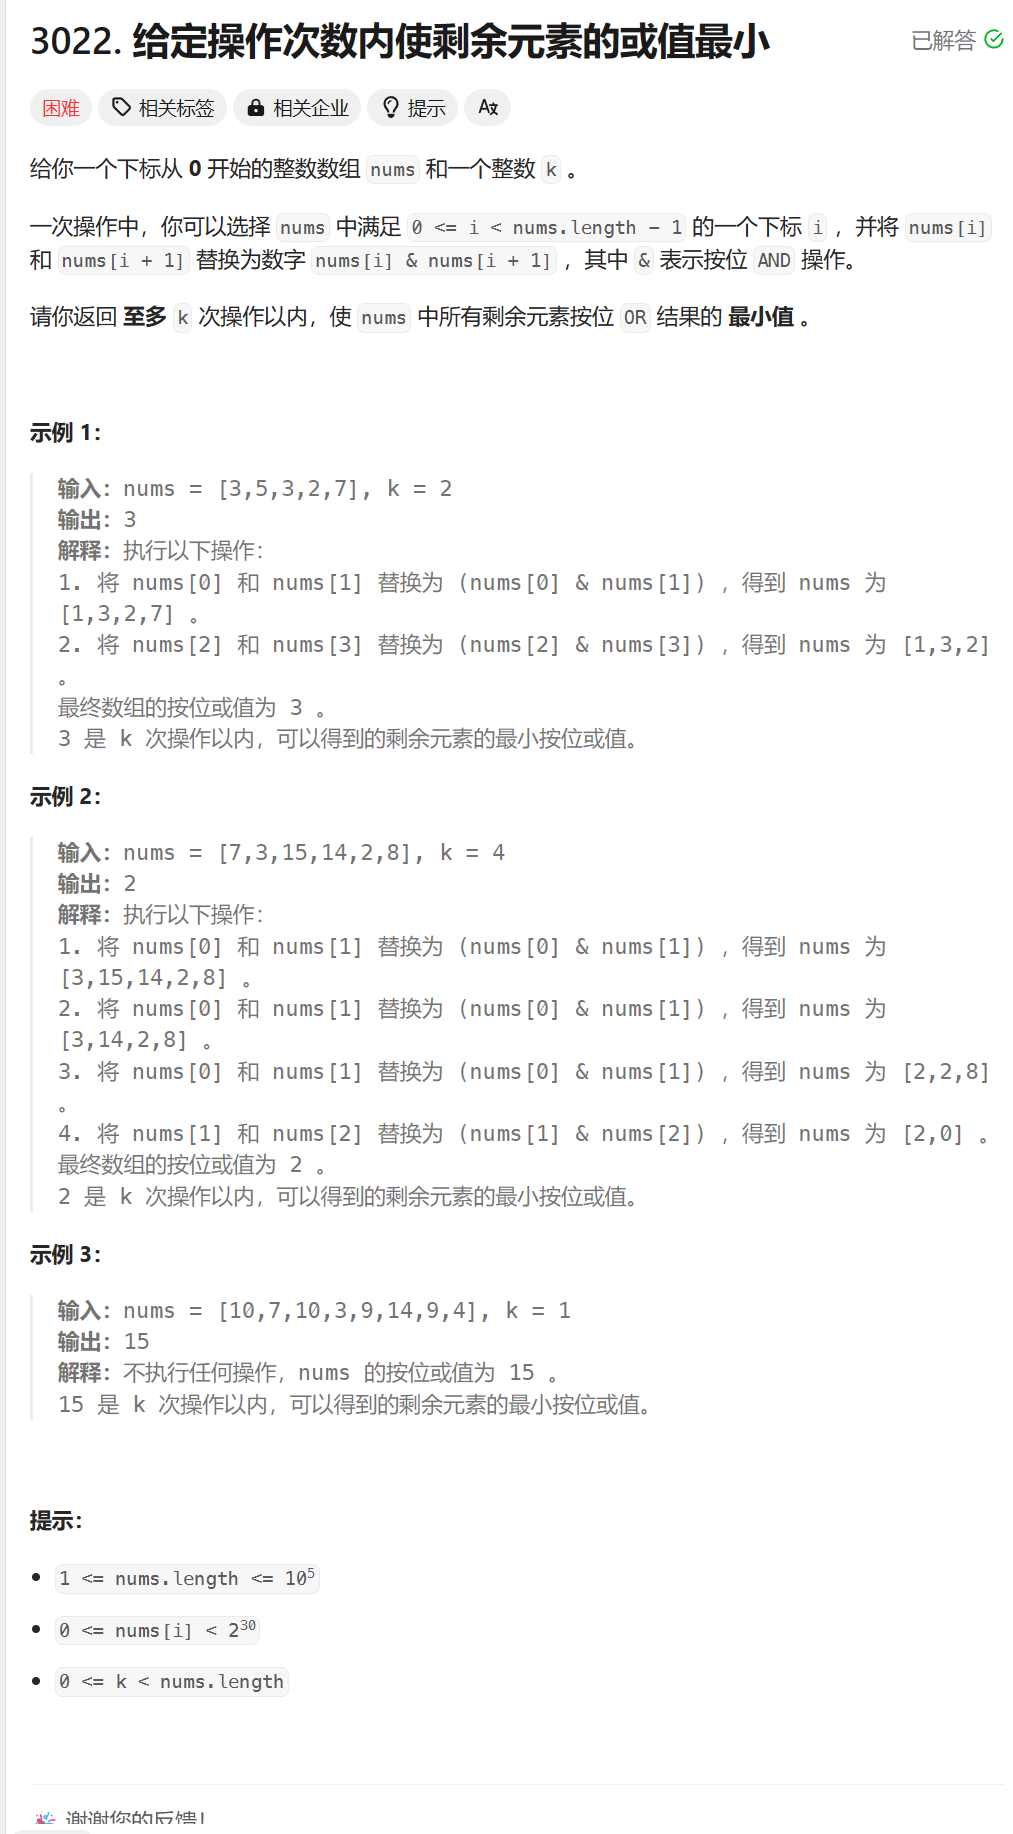 3022. 给定操作次数内使剩余元素的或值最小
已解答
困难 相关标签 相关企业 提示 Aあ
给你一个下标从 0 开始的整数数组 nums 和一个整数 k 。
一次操作中，你可以选择 nums 中满足 0 <= i < nums.length - 1 的一个下标 i ，并将 nums[i]
和 nums[i + 1] 替换为数字 nums[i] & nums[i + 1] ，其中 & 表示按位 AND 操作。
请你返回 至多 k 次操作以内，使 nums 中所有剩余元素按位 OR 结果的 最小值 。
示例 1：
输入：nums = [3,5,3,2,7], k = 2
输出：3
解释：执行以下操作：
1. 将 nums[0] 和 nums[1] 替换为 (nums[0] & nums[1]) ，得到 nums 为
[1,3,2,7] 。
2. 将 nums[2] 和 nums[3] 替换为 (nums[2] & nums[3]) ，得到 nums 为 [1,3,2]
。
最终数组的按位或值为 3 。
3 是 k 次操作以内，可以得到的剩余元素的最小按位或值。
示例 2：
输入：nums = [7,3,15,14,2,8], k = 4
输出：2
解释：执行以下操作：
1. 将 nums[0] 和 nums[1] 替换为 (nums[0] & nums[1]) ，得到 nums 为
[3,15,14,2,8] 。
2. 将 nums[0] 和 nums[1] 替换为 (nums[0] & nums[1]) ，得到 nums 为
[3,14,2,8] 。
3. 将 nums[0] 和 nums[1] 替换为 (nums[0] & nums[1]) ，得到 nums 为 [2,2,8]
。
4. 将 nums[1] 和 nums[2] 替换为 (nums[1] & nums[2]) ，得到 nums 为 [2,0] 。
最终数组的按位或值为 2 。
2 是 k 次操作以内，可以得到的剩余元素的最小按位或值。
示例 3：
输入：nums = [10,7,10,3,9,14,9,4], k = 1
输出：15
解释：不执行任何操作，nums 的按位或值为 15 。
15 是 k 次操作以内，可以得到的剩余元素的最小按位或值。
提示：
1 <= nums.length <= 10⁵
0 <= nums[i] < 2³⁰
0 <= k < nums.length
谢谢您的反馈！